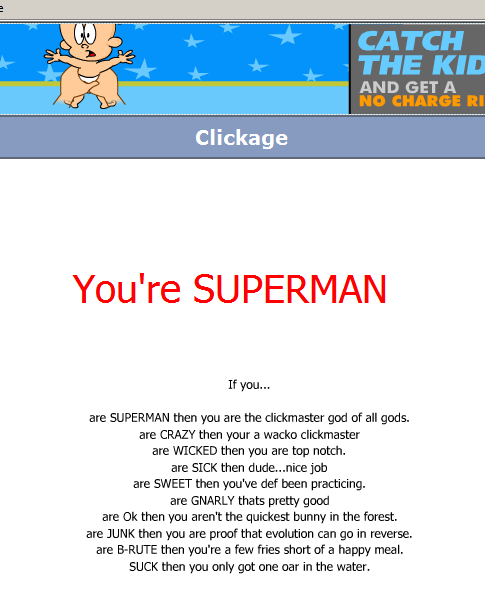 CATCH
THE KID
AND GET A
NO CHARGE RI
Clickage
You're SUPERMAN
If you...
are SUPERMAN then you are the clickmaster god of all gods.
are CRAZY then your a wacko clickmaster
are WICKED then you are top notch.
are SICK then dude...nice job
are SWEET then you've def been practicing.
are GNARLY thats pretty good
are Ok then you aren't the quickest bunny in the forest.
are JUNK then you are proof that evolution can go in reverse.
are B-RUTE then you're a few fries short of a happy meal.
SUCK then you only got one oar in the water.